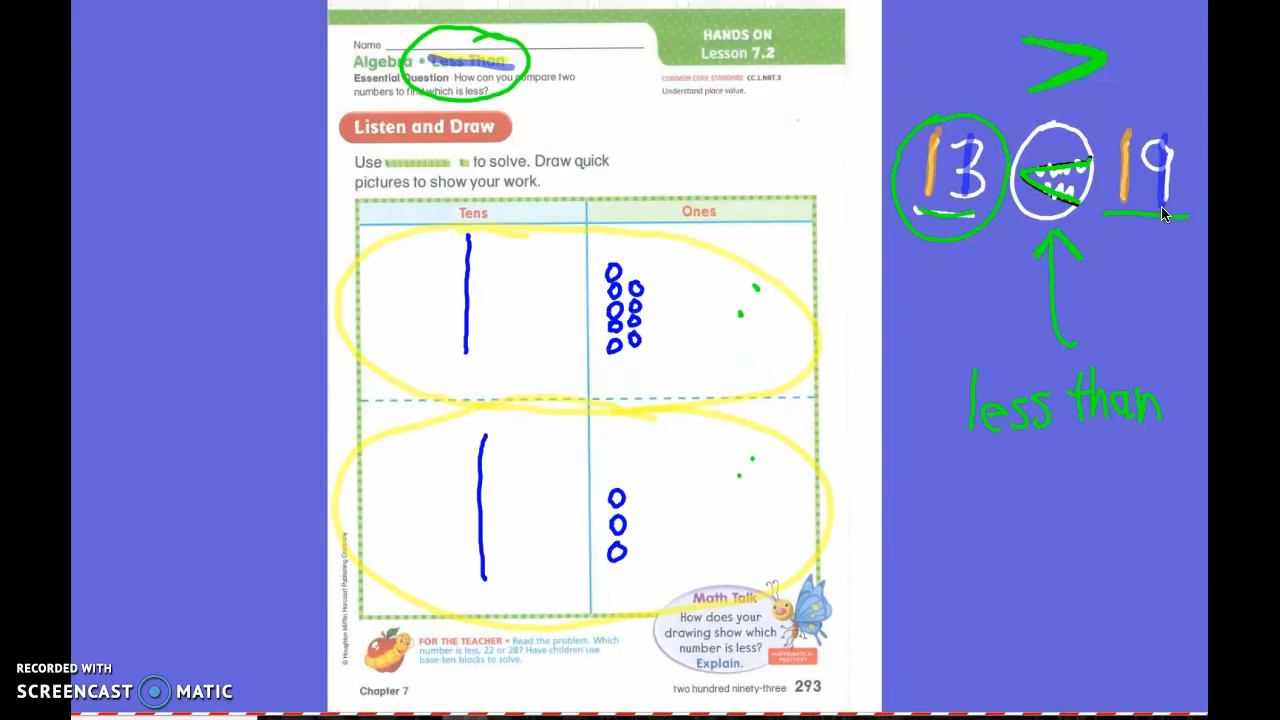 Name
Algebra • Less Than
Essential Question How can you compare two
numbers to find which is less?
HANDS ON
Lesson 7.2
COMMON CORE STANDARD CC.1.NBT.3
Understand place value.
Listen and Draw
Use to solve. Draw quick
pictures to show your work.
Tens Ones
>
13 < 19
less than
© Houghton Mifflin Harcourt Publishing Company
FOR THE TEACHER • Read the problem. Which
number is less, 22 or 28? Have children use
base-ten blocks to solve.
Math Talk
How does your
drawing show which
number is less?
Explain.
MATHEMATICAL
PRACTICES
Chapter 7
two hundred ninety-three 293
RECORDED WITH
SCREENCAST MATIC